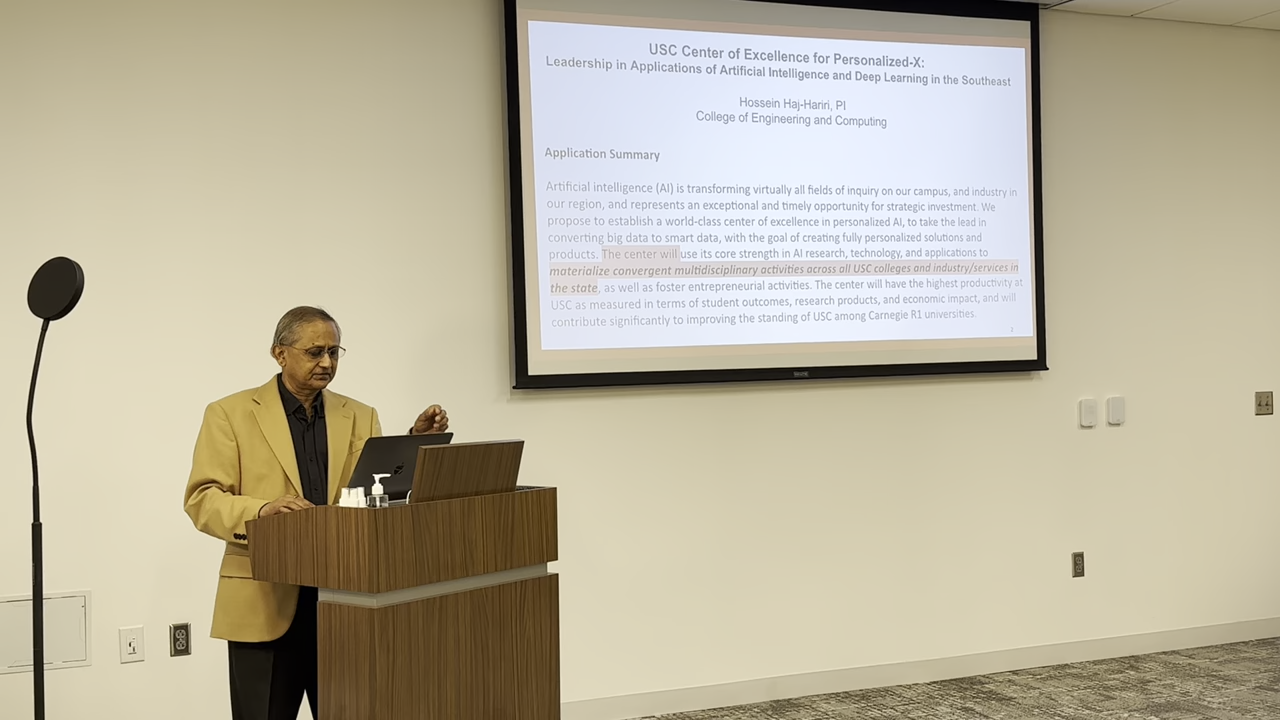 USC Center of Excellence for Personalized-X:
Leadership in Applications of Artificial Intelligence and Deep Learning in the Southeast
Hossein Haj-Hariri, PI
College of Engineering and Computing
Application Summary
Artificial intelligence (AI) is transforming virtually all fields of inquiry on our campus, and industry in
our region, and represents an exceptional and timely opportunity for strategic investment. We
propose to establish a world-class center of excellence in personalized AI, to take the lead in
converting big data to smart data, with the goal of creating fully personalized solutions and
products. The center will use its core strength in AI research, technology, and applications to
materialize convergent multidisciplinary activities across all USC colleges and industry/services in
the state, as well as foster entrepreneurial activities. The center will have the highest productivity at
USC as measured in terms of student outcomes, research products, and economic impact, and will
contribute significantly to improving the standing of USC among Carnegie R1 universities.